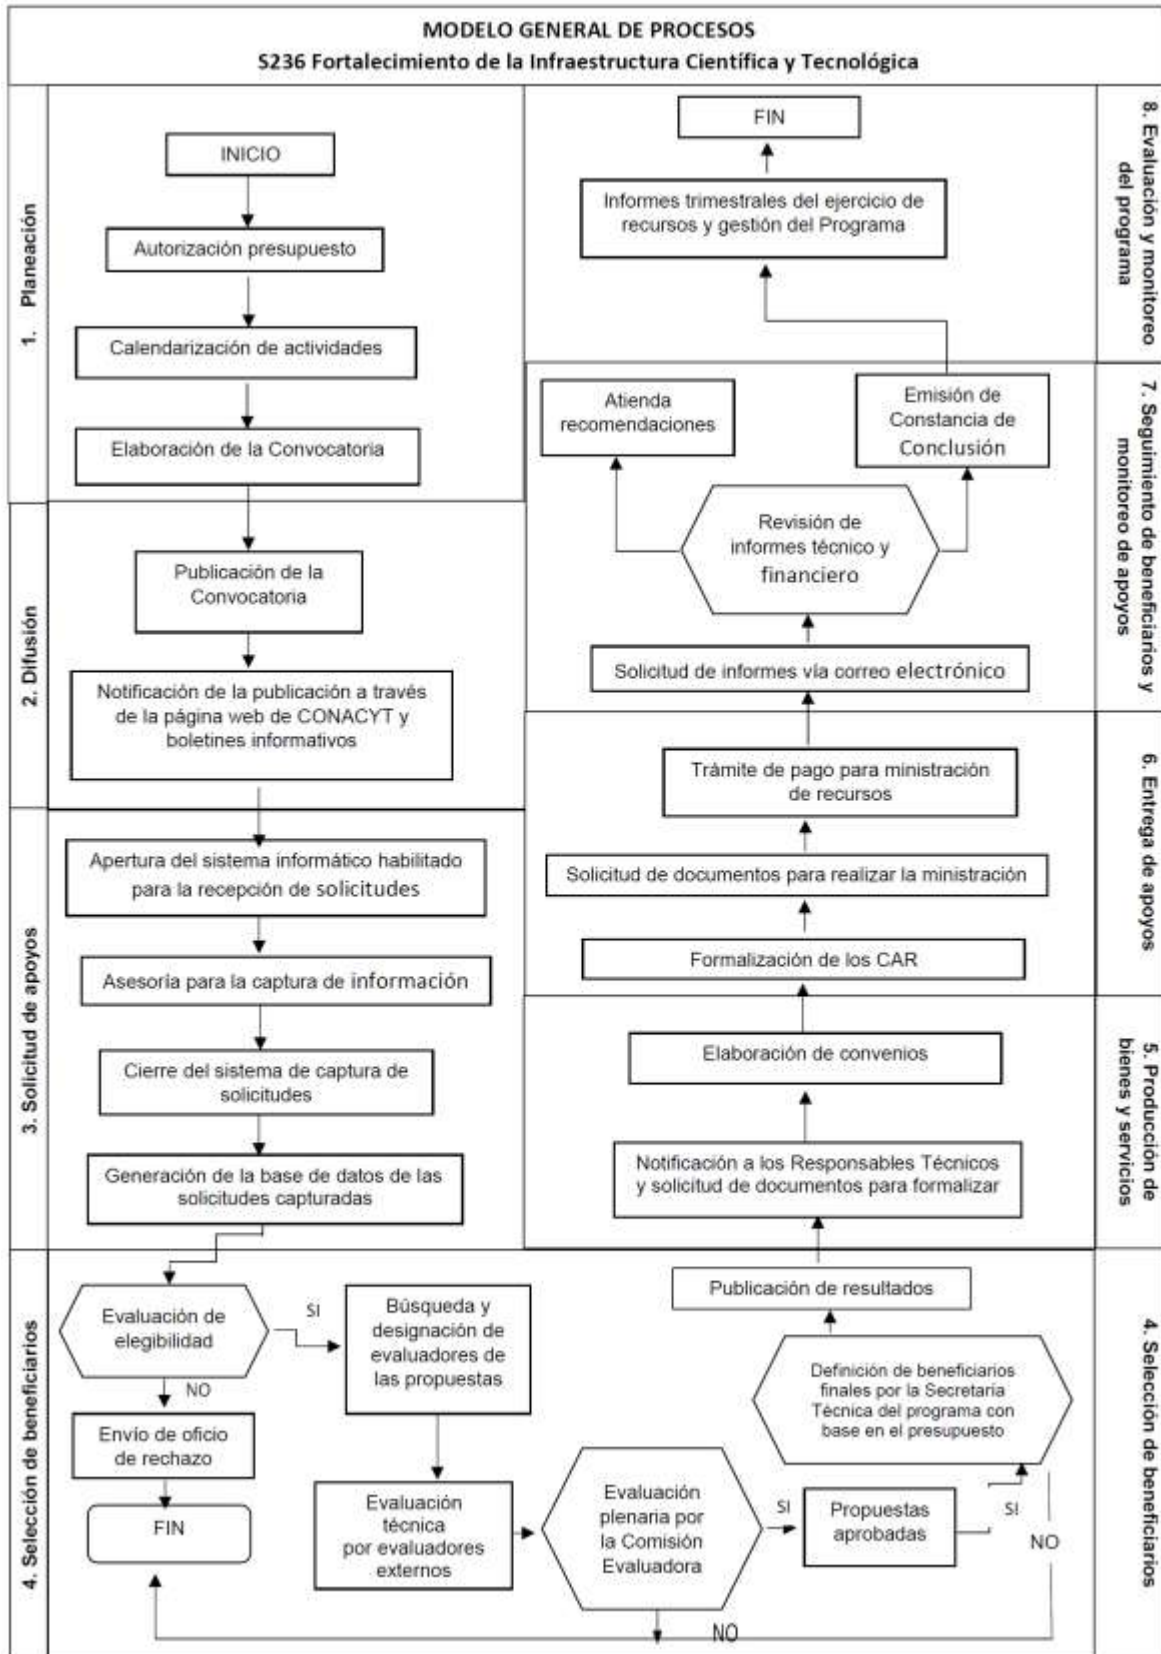 MODELO GENERAL DE PROCESOS
S236 Fortalecimiento de la Infraestructura Científica y Tecnológica
1. Planeación
INICIO
Autorización presupuesto
Calendarización de actividades
Elaboración de la Convocatoria
2. Difusión
Publicación de la
Convocatoria
Notificación de la publicación a través
de la página web de CONACYT y
boletines informativos
3. Solicitud de apoyos
Apertura del sistema informático habilitado
para la recepción de solicitudes
Asesoría para la captura de información
Cierre del sistema de captura de
solicitudes
Generación de la base de datos de las
solicitudes capturadas
4. Selección de beneficiarios
Evaluación de
elegibilidad
SI
NO
Envío de oficio
de rechazo
FIN
Búsqueda y
designación de
evaluadores de
las propuestas
Evaluación
técnica
por evaluadores
externos
Evaluación
plenaria por
la Comisión
Evaluadora
SI
NO
Propuestas
aprobadas
SI
NO
Definición de beneficiarios
finales por la Secretaría
Técnica del programa con
base en el presupuesto
Publicación de resultados
4. Selección de beneficiarios
5. Producción de
bienes y servicios
Notificación a los Responsables Técnicos
y solicitud de documentos para formalizar
Elaboración de convenios
6. Entrega de apoyos
Formalización de los CAR
Solicitud de documentos para realizar la ministración
Trámite de pago para ministración
de recursos
7. Seguimiento de beneficiarios y
monitoreo de apoyos
Solicitud de informes vía correo electrónico
Revisión de
informes técnico y
financiero
Atienda
recomendaciones
Emisión de
Constancia de
Conclusión
8. Evaluación y monitoreo
del programa
Informes trimestrales del ejercicio de
recursos y gestión del Programa
FIN